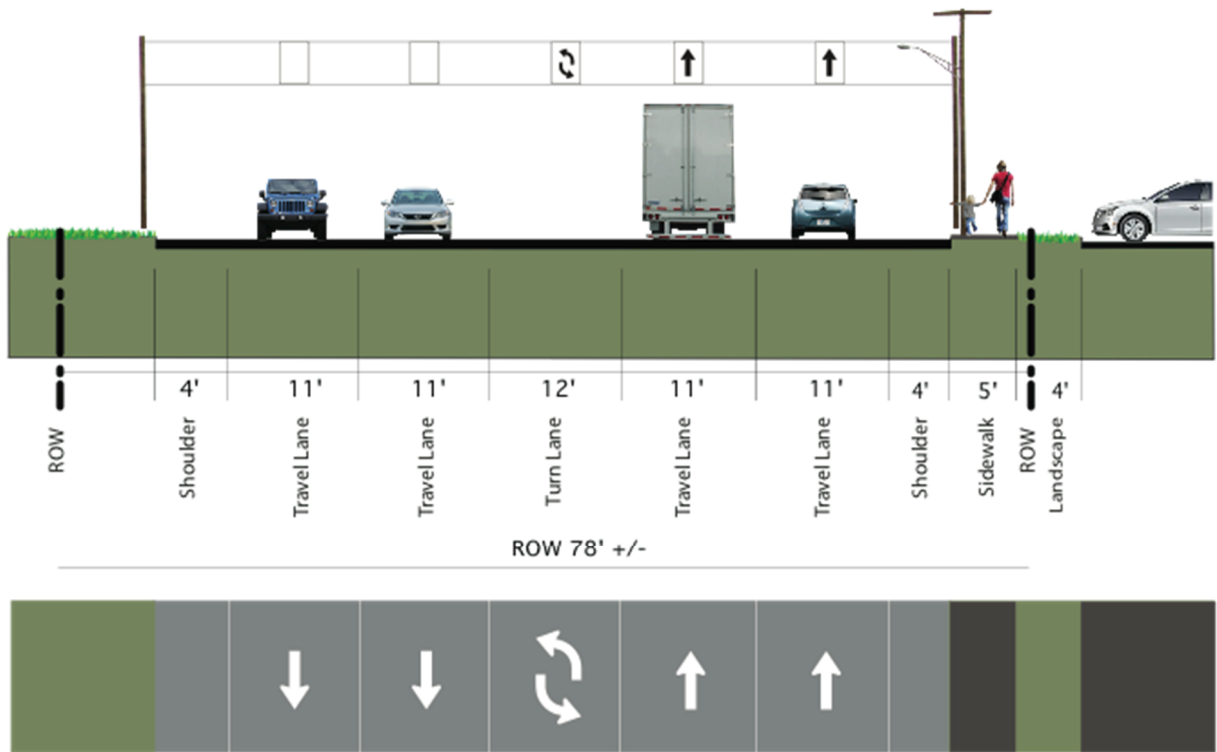 4'
11'
11'
12'
11'
11'
4'
5'
4'
ROW
Shoulder
Travel Lane
Travel Lane
Turn Lane
Travel Lane
Travel Lane
Shoulder
Sidewalk
ROW
Landscape
ROW 78' +/-